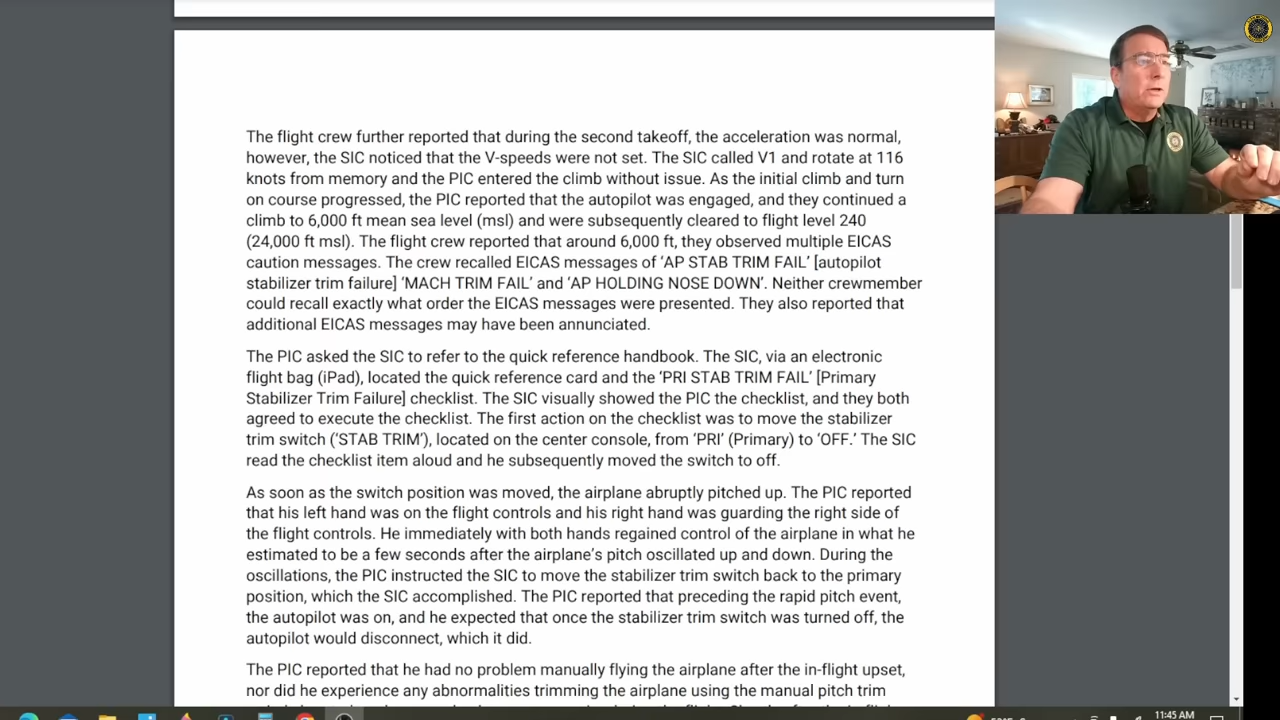 The flight crew further reported that during the second takeoff, the acceleration was normal,
however, the SIC noticed that the V-speeds were not set. The SIC called V1 and rotate at 116
knots from memory and the PIC entered the climb without issue. As the initial climb and turn
on course progressed, the PIC reported that the autopilot was engaged, and they continued a
climb to 6,000 ft mean sea level (msl) and were subsequently cleared to flight level 240
(24,000 ft msl). The flight crew reported that around 6,000 ft, they observed multiple EICAS
caution messages. The crew recalled EICAS messages of ‘AP STAB TRIM FAIL’ [autopilot
stabilizer trim failure] ‘MACH TRIM FAIL’ and ‘AP HOLDING NOSE DOWN’. Neither crewmember
could recall exactly what order the EICAS messages were presented. They also reported that
additional EICAS messages may have been annunciated.
The PIC asked the SIC to refer to the quick reference handbook. The SIC, via an electronic
flight bag (iPad), located the quick reference card and the ‘PRI STAB TRIM FAIL’ [Primary
Stabilizer Trim Failure] checklist. The SIC visually showed the PIC the checklist, and they both
agreed to execute the checklist. The first action on the checklist was to move the stabilizer
trim switch (‘STAB TRIM’), located on the center console, from ‘PRI’ (Primary) to ‘OFF.’ The SIC
read the checklist item aloud and he subsequently moved the switch to off.
As soon as the switch position was moved, the airplane abruptly pitched up. The PIC reported
that his left hand was on the flight controls and his right hand was guarding the right side of
the flight controls. He immediately with both hands regained control of the airplane in what he
estimated to be a few seconds after the airplane’s pitch oscillated up and down. During the
oscillations, the PIC instructed the SIC to move the stabilizer trim switch back to the primary
position, which the SIC accomplished. The PIC reported that preceding the rapid pitch event,
the autopilot was on, and he expected that once the stabilizer trim switch was turned off, the
autopilot would disconnect, which it did.
The PIC reported that he had no problem manually flying the airplane after the in-flight upset,
nor did he experience any abnormalities trimming the airplane using the manual pitch trim
11:45 AM